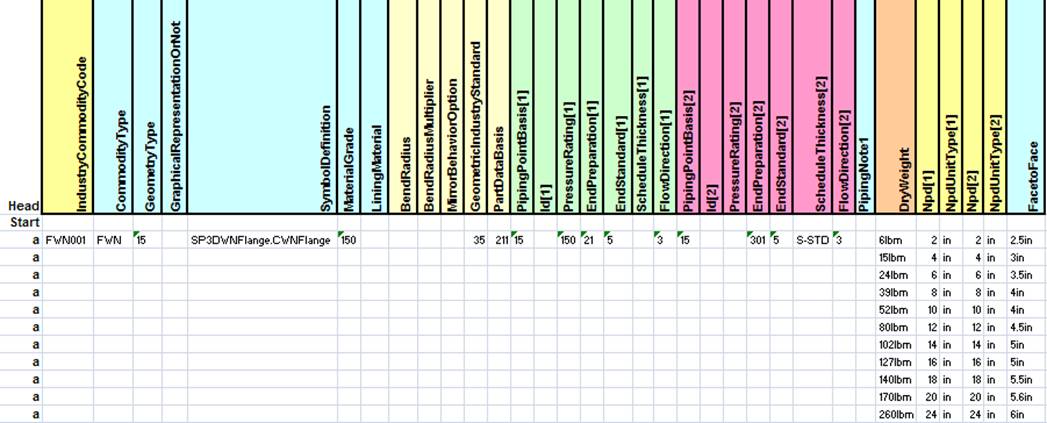 Head IndustryCommodityCode CommodityType GeometryType GraphicalRepresentationOrNot SymbolDefinition MaterialGrade LiningMaterial BendRadius BendRadiusMultiplier MirrorBehaviorOption GeometricIndustryStandard PartDataBasis PipingPointBasis[1] Id[1] PressureRating[1] EndPreparation[1] EndStandard[1] ScheduleThickness[1] FlowDirection[1] PipingPointBasis[2] Id[2] PressureRating[2] EndPreparation[2] EndStandard[2] ScheduleThickness[2] FlowDirection[2] PipingNote1 DryWeight Npd[1] NpdUnitType[1] Npd[2] NpdUnitType[2] FacetoFace
Start
a FWN001 FWN 15 SP3DWNFlange.CWNFlange 150 35 211 15 150 21 5 3 15 301 5 S-STD 3 6lbm 2 in 2 in 2.5in
a 15lbm 4 in 4 in 3in
a 24lbm 6 in 6 in 3.5in
a 39lbm 8 in 8 in 4in
a 52lbm 10 in 10 in 4in
a 80lbm 12 in 12 in 4.5in
a 102lbm 14 in 14 in 5in
a 127lbm 16 in 16 in 5in
a 140lbm 18 in 18 in 5.5in
a 170lbm 20 in 20 in 5.6in
a 260lbm 24 in 24 in 6in